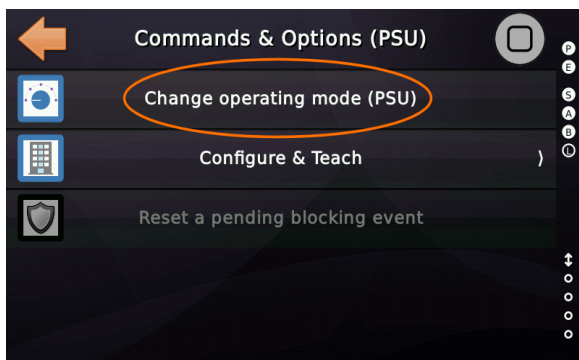 Commands & Options (PSU)
Change operating mode (PSU)
Configure & Teach
Reset a pending blocking event
P
E
S
A
B
L